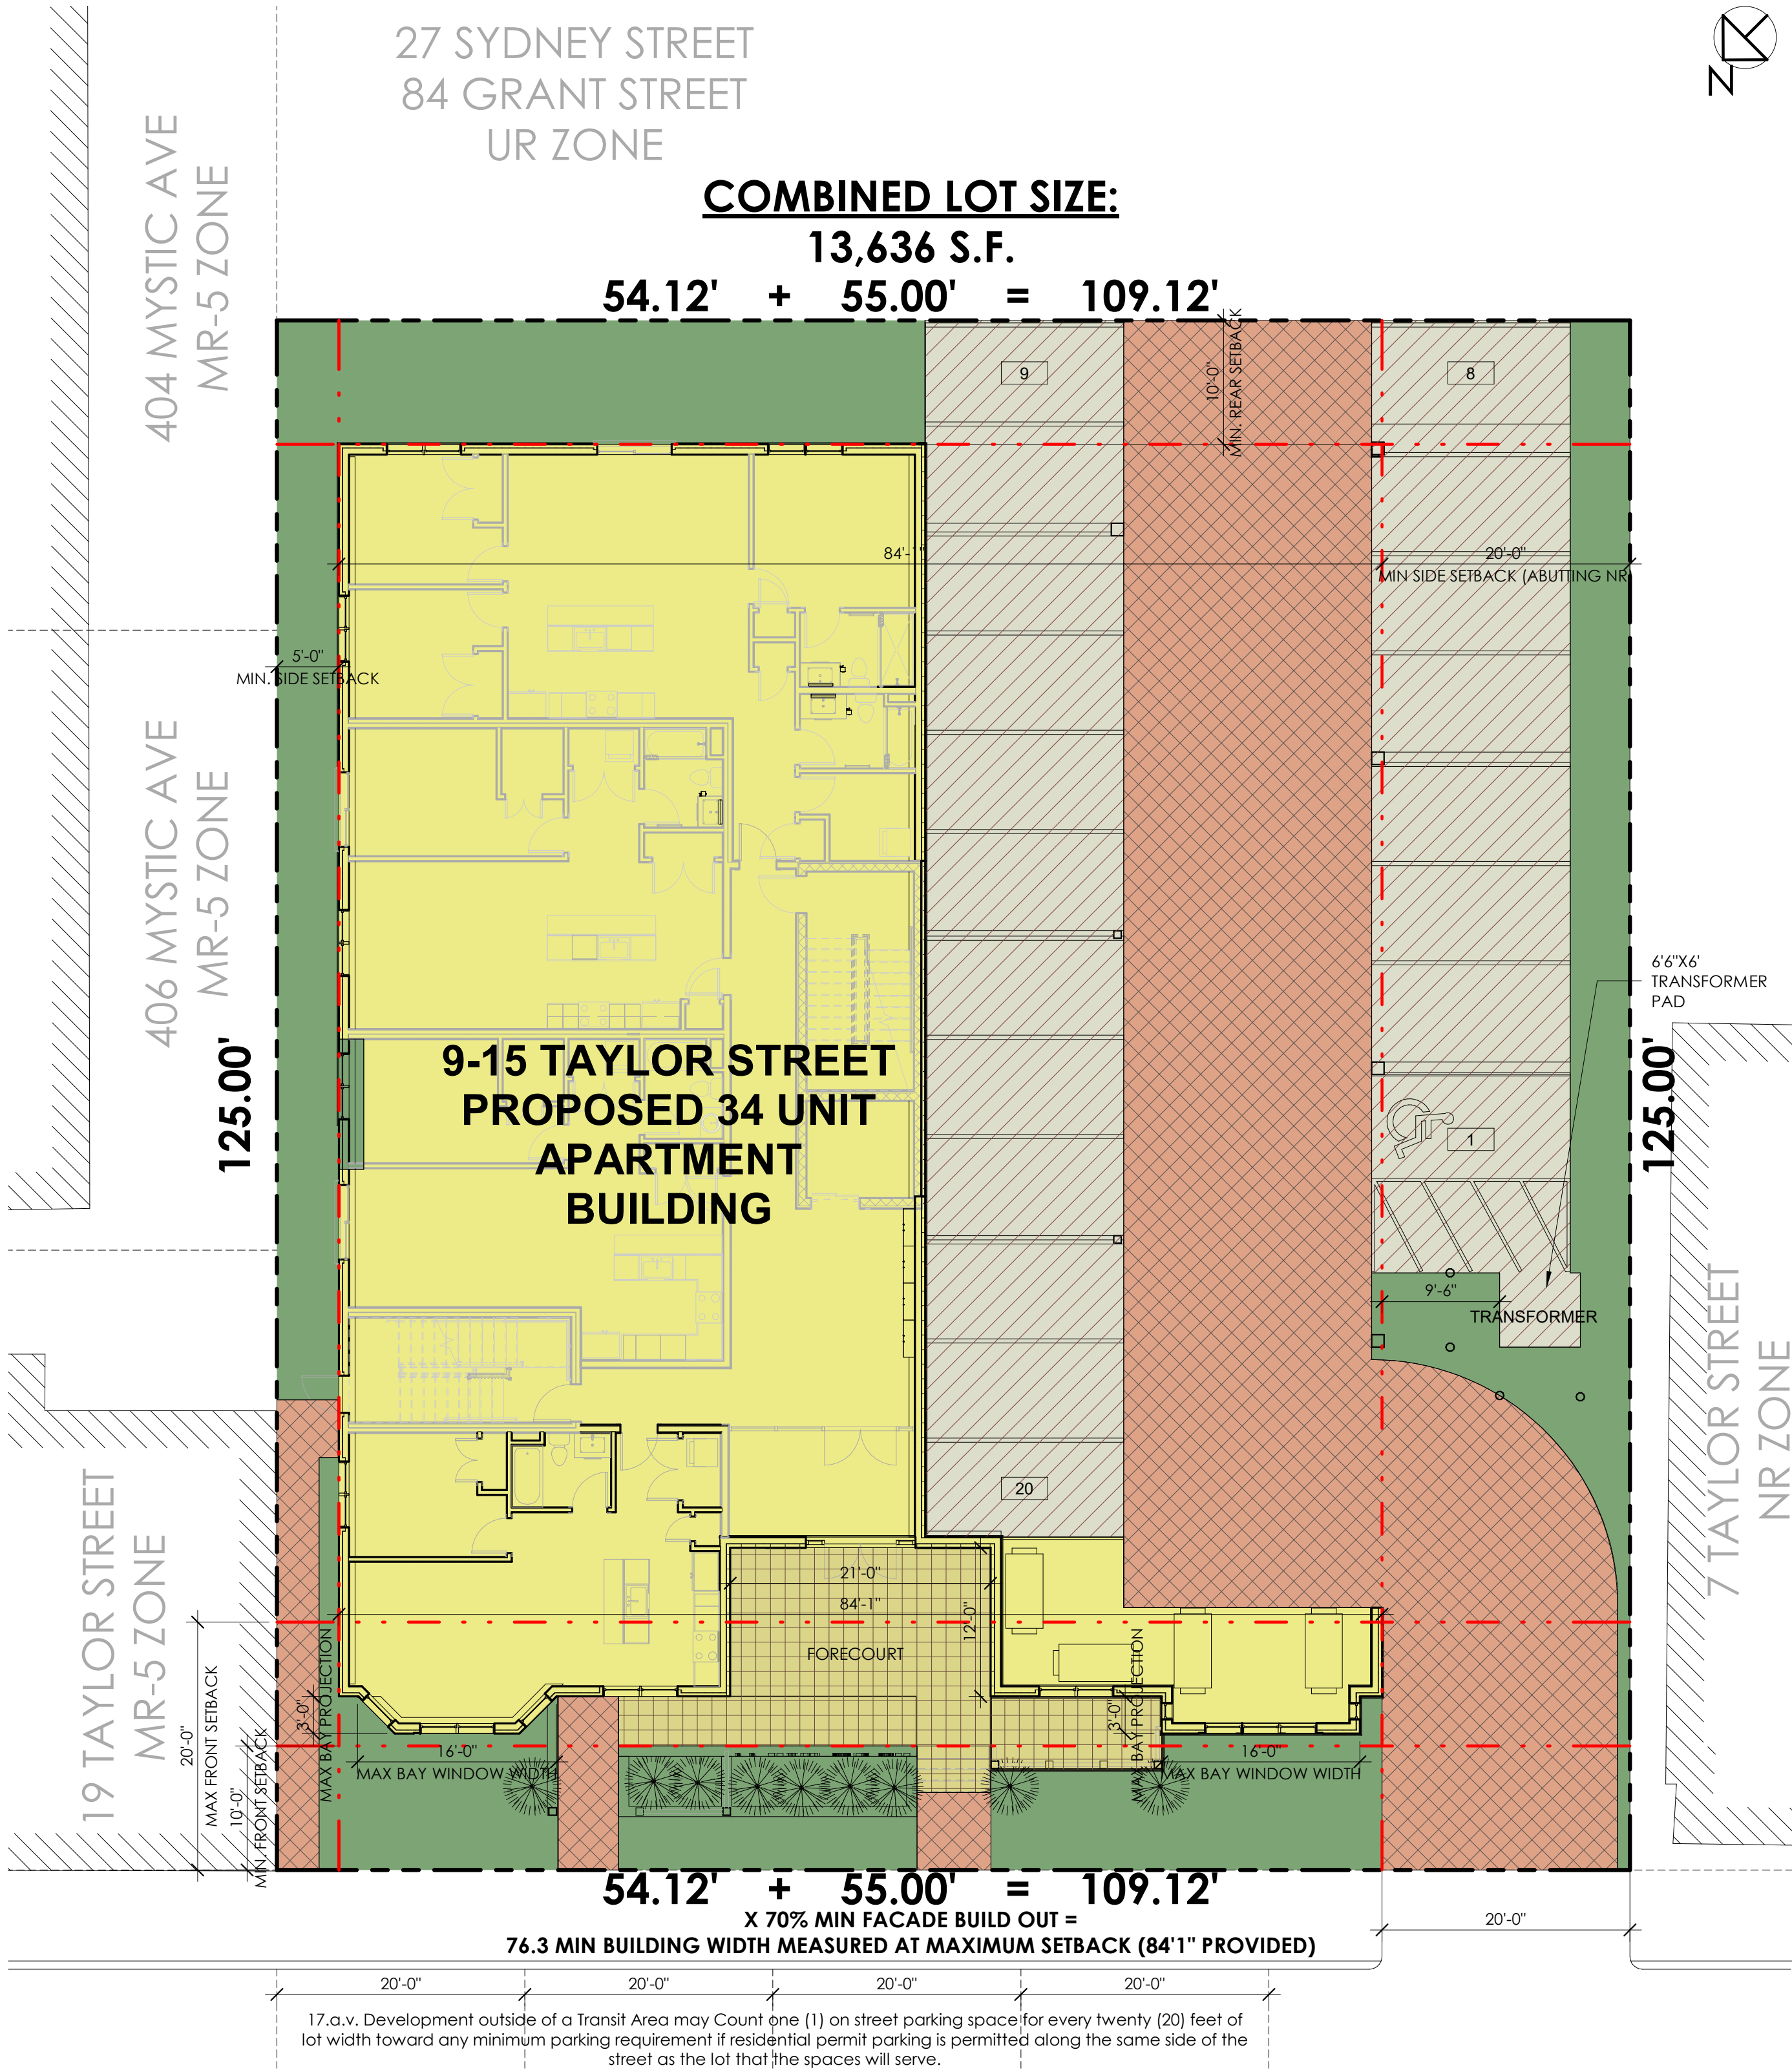 27 SYDNEY STREET
84 GRANT STREET
UR ZONE
N
404 MYSTIC AVE
MR-5 ZONE
COMBINED LOT SIZE:
13,636 S.F.
54.12' + 55.00' = 109.12'
9
8
10'-0"
MIN. REAR SETBACK
84'-1"
20'-0"
MIN SIDE SETBACK (ABUTTING NR)
5'-0"
MIN. SIDE SETBACK
406 MYSTIC AVE
MR-5 ZONE
6'6"X6'
TRANSFORMER
PAD
125.00'
9-15 TAYLOR STREET
PROPOSED 34 UNIT
APARTMENT
BUILDING
125.00'
1
9'-6"
TRANSFORMER
7 TAYLOR STREET
NR ZONE
20
19 TAYLOR STREET
MR-5 ZONE
21'-0"
84'-1"
12'-0"
FORECOURT
20'-0"
MAX FRONT SETBACK
10'-0"
MIN. FRONT SETBACK
3'-0"
MAX BAY PROJECTION
16'-0"
MAX BAY WINDOW WIDTH
3'-0"
MAX BAY PROJECTION
16'-0"
MAX BAY WINDOW WIDTH
54.12' + 55.00' = 109.12'
X 70% MIN FACADE BUILD OUT =
76.3 MIN BUILDING WIDTH MEASURED AT MAXIMUM SETBACK (84'1" PROVIDED)
20'-0"
20'-0" 20'-0" 20'-0" 20'-0"
17.a.v. Development outside of a Transit Area may Count one (1) on street parking space for every twenty (20) feet of
lot width toward any minimum parking requirement if residential permit parking is permitted along the same side of the
street as the lot that the spaces will serve.